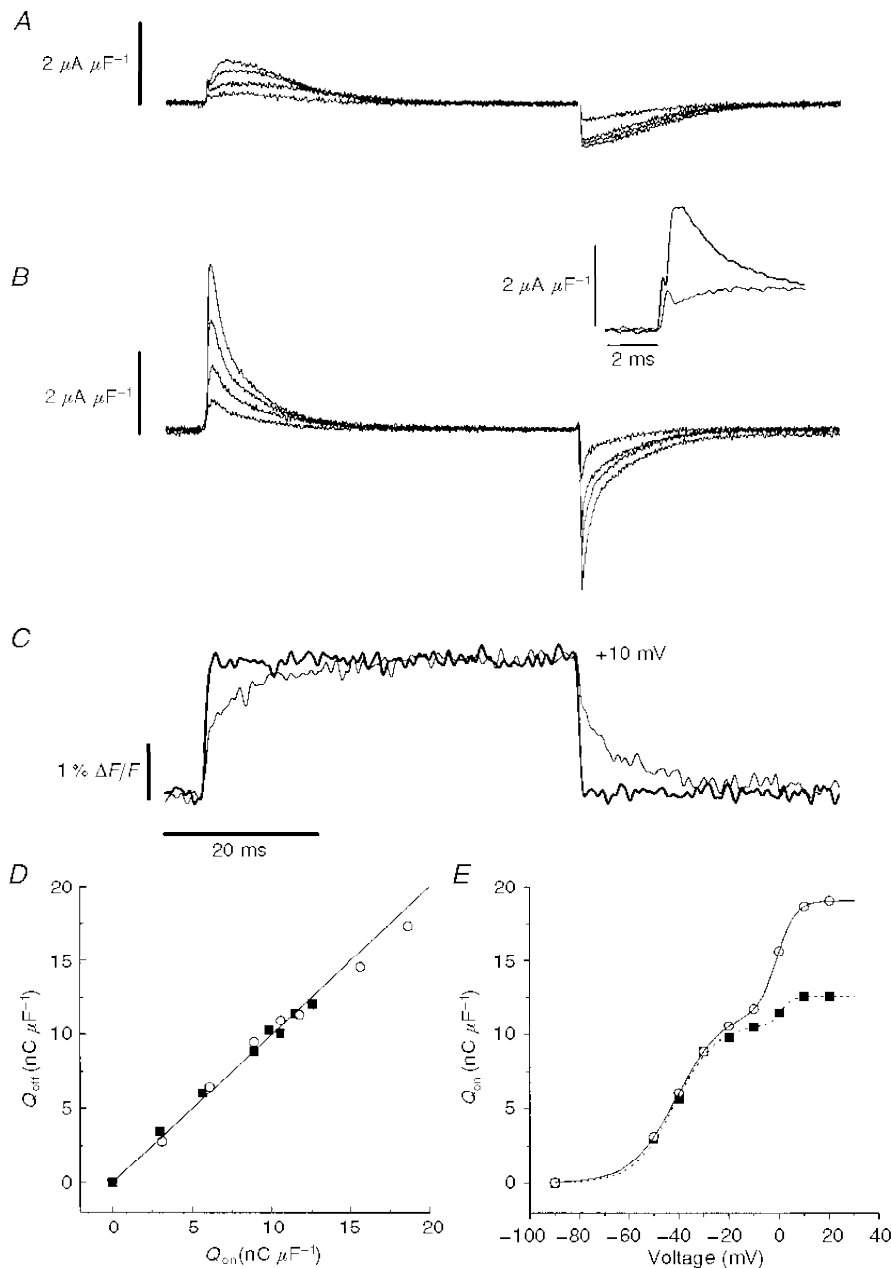 A
2 μA μF⁻¹
B
2 μA μF⁻¹
2 ms
2 μA μF⁻¹
C
+10 mV
1 % ΔF/F
20 ms
D
20
15
10
5
0
Q_off (nC μF⁻¹)
0 5 10 15 20
Q_on (nC μF⁻¹)
E
20
15
10
5
0
Q_on (nC μF⁻¹)
−100 −80 −60 −40 −20 0 20 40
Voltage (mV)